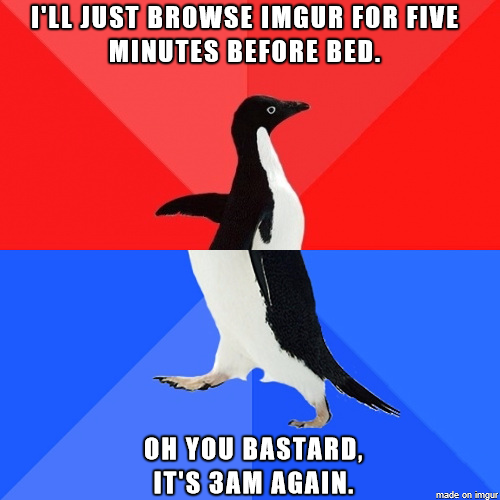 I'LL JUST BROWSE IMGUR FOR FIVE
MINUTES BEFORE BED.
OH YOU BASTARD,
IT'S 3AM AGAIN.
made on imgur